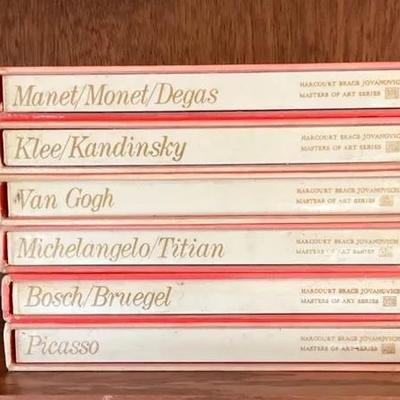 Manet/Monet/Degas
HARCOURT BRACE JOVANOVICH
MASTERS OF ART SERIES
Klee/Kandinsky
HARCOURT BRACE JOVANOVICH
MASTERS OF ART SERIES
Van Gogh
HARCOURT BRACE JOVANOVICH
MASTERS OF ART SERIES
Michelangelo/Titian
HARCOURT BRACE JOVANOVICH
MASTERS OF ART SERIES
Bosch/Bruegel
HARCOURT BRACE JOVANOVICH
MASTERS OF ART SERIES
Picasso
HARCOURT BRACE JOVANOVICH
MASTERS OF ART SERIES